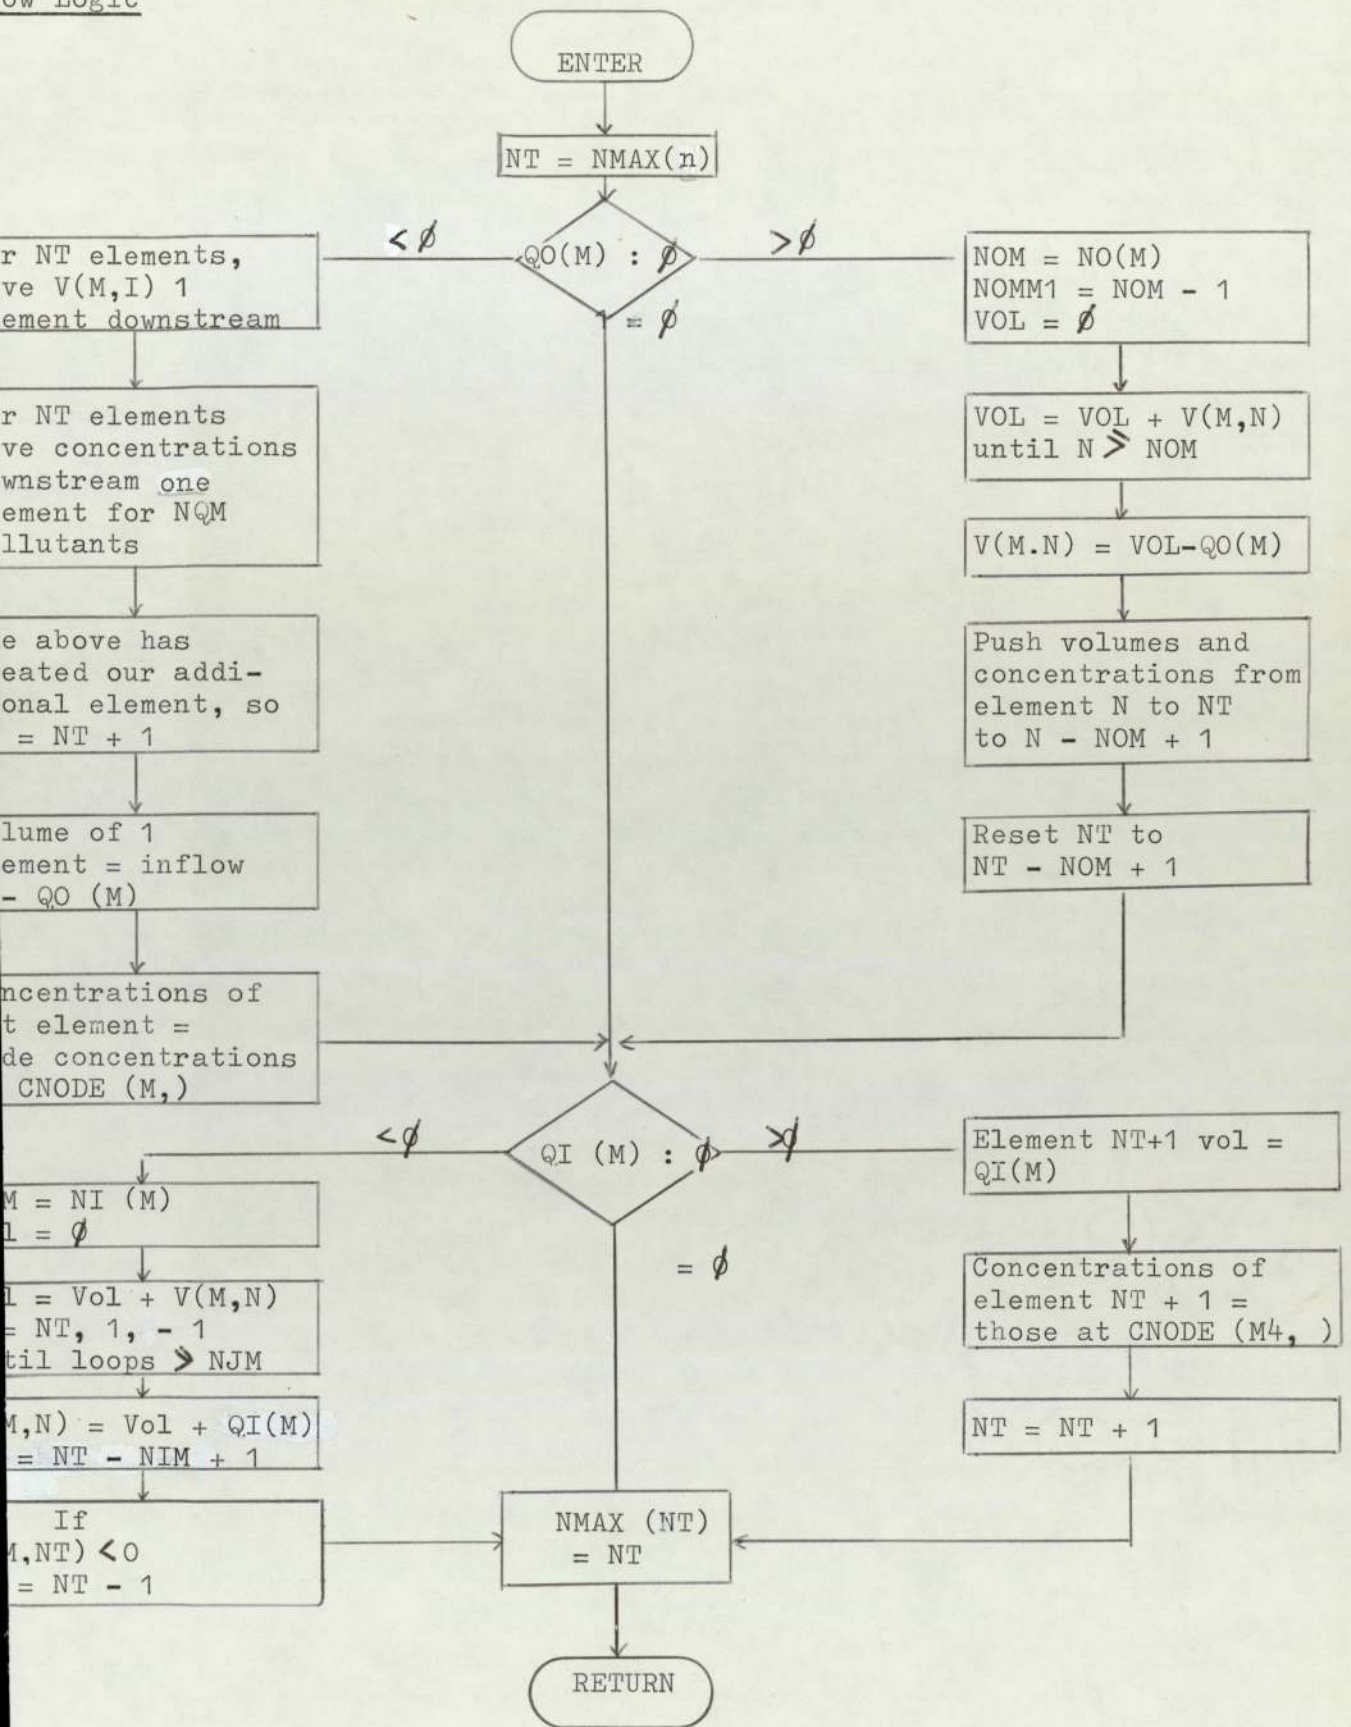 ow Logic
ENTER
NT = NMAX(n)
QO(M) : ∅
<∅
>∅
= ∅
r NT elements,
ve V(M,I) 1
ement downstream
r NT elements
ve concentrations
wnstream one
ement for NQM
llutants
e above has
eated our addi-
onal element, so
= NT + 1
lume of 1
ement = inflow
- QO (M)
ncentrations of
t element =
de concentrations
CNODE (M,)
NOM = NO(M)
NOMM1 = NOM - 1
VOL = ∅
VOL = VOL + V(M,N)
until N ⩾ NOM
V(M.N) = VOL-QO(M)
Push volumes and
concentrations from
element N to NT
to N - NOM + 1
Reset NT to
NT - NOM + 1
QI (M) : ∅
<∅
>∅
= ∅
M = NI (M)
l = ∅
l = Vol + V(M,N)
= NT, 1, - 1
til loops ⩾ NJM
M,N) = Vol + QI(M)
= NT - NIM + 1
If
M,NT) <0
= NT - 1
Element NT+1 vol =
QI(M)
Concentrations of
element NT + 1 =
those at CNODE (M4, )
NT = NT + 1
NMAX (NT)
= NT
RETURN